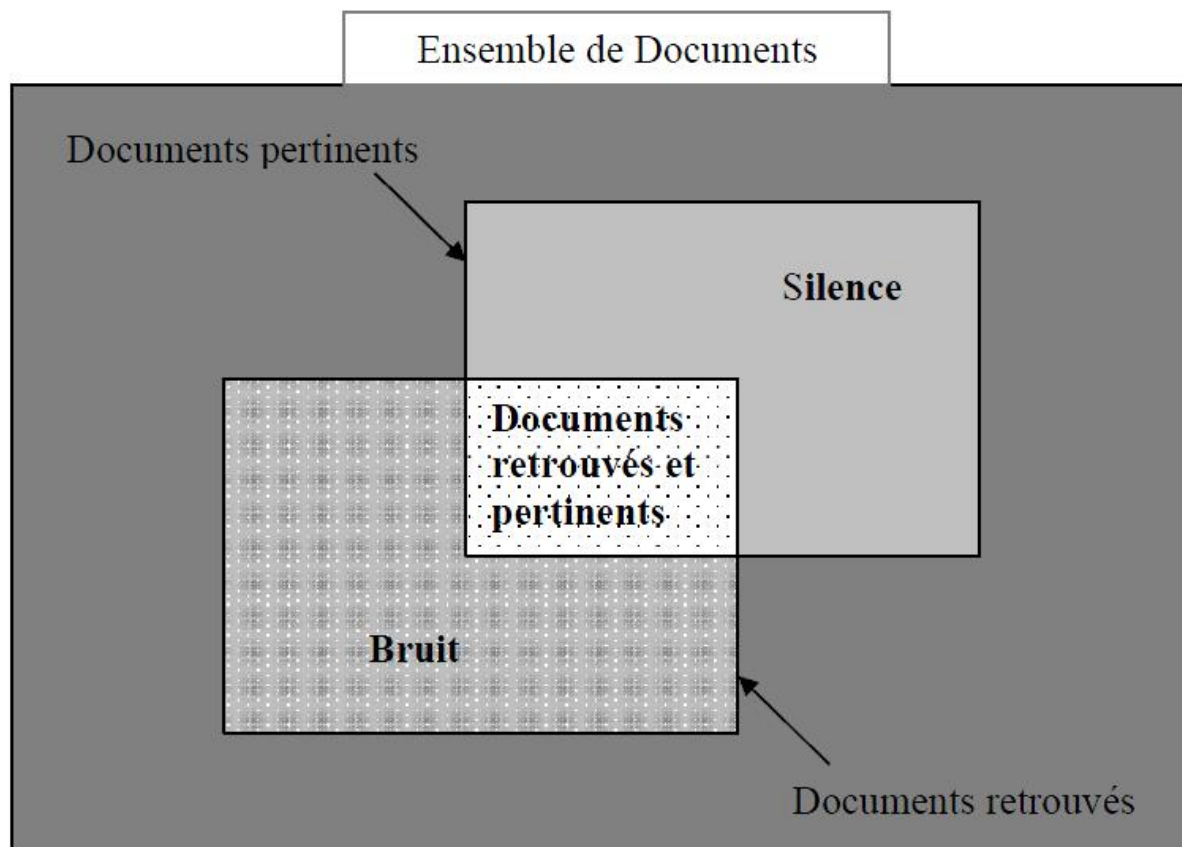 Ensemble de Documents
Documents pertinents
Silence
Documents
retrouvés et
pertinents
Bruit
Documents retrouvés